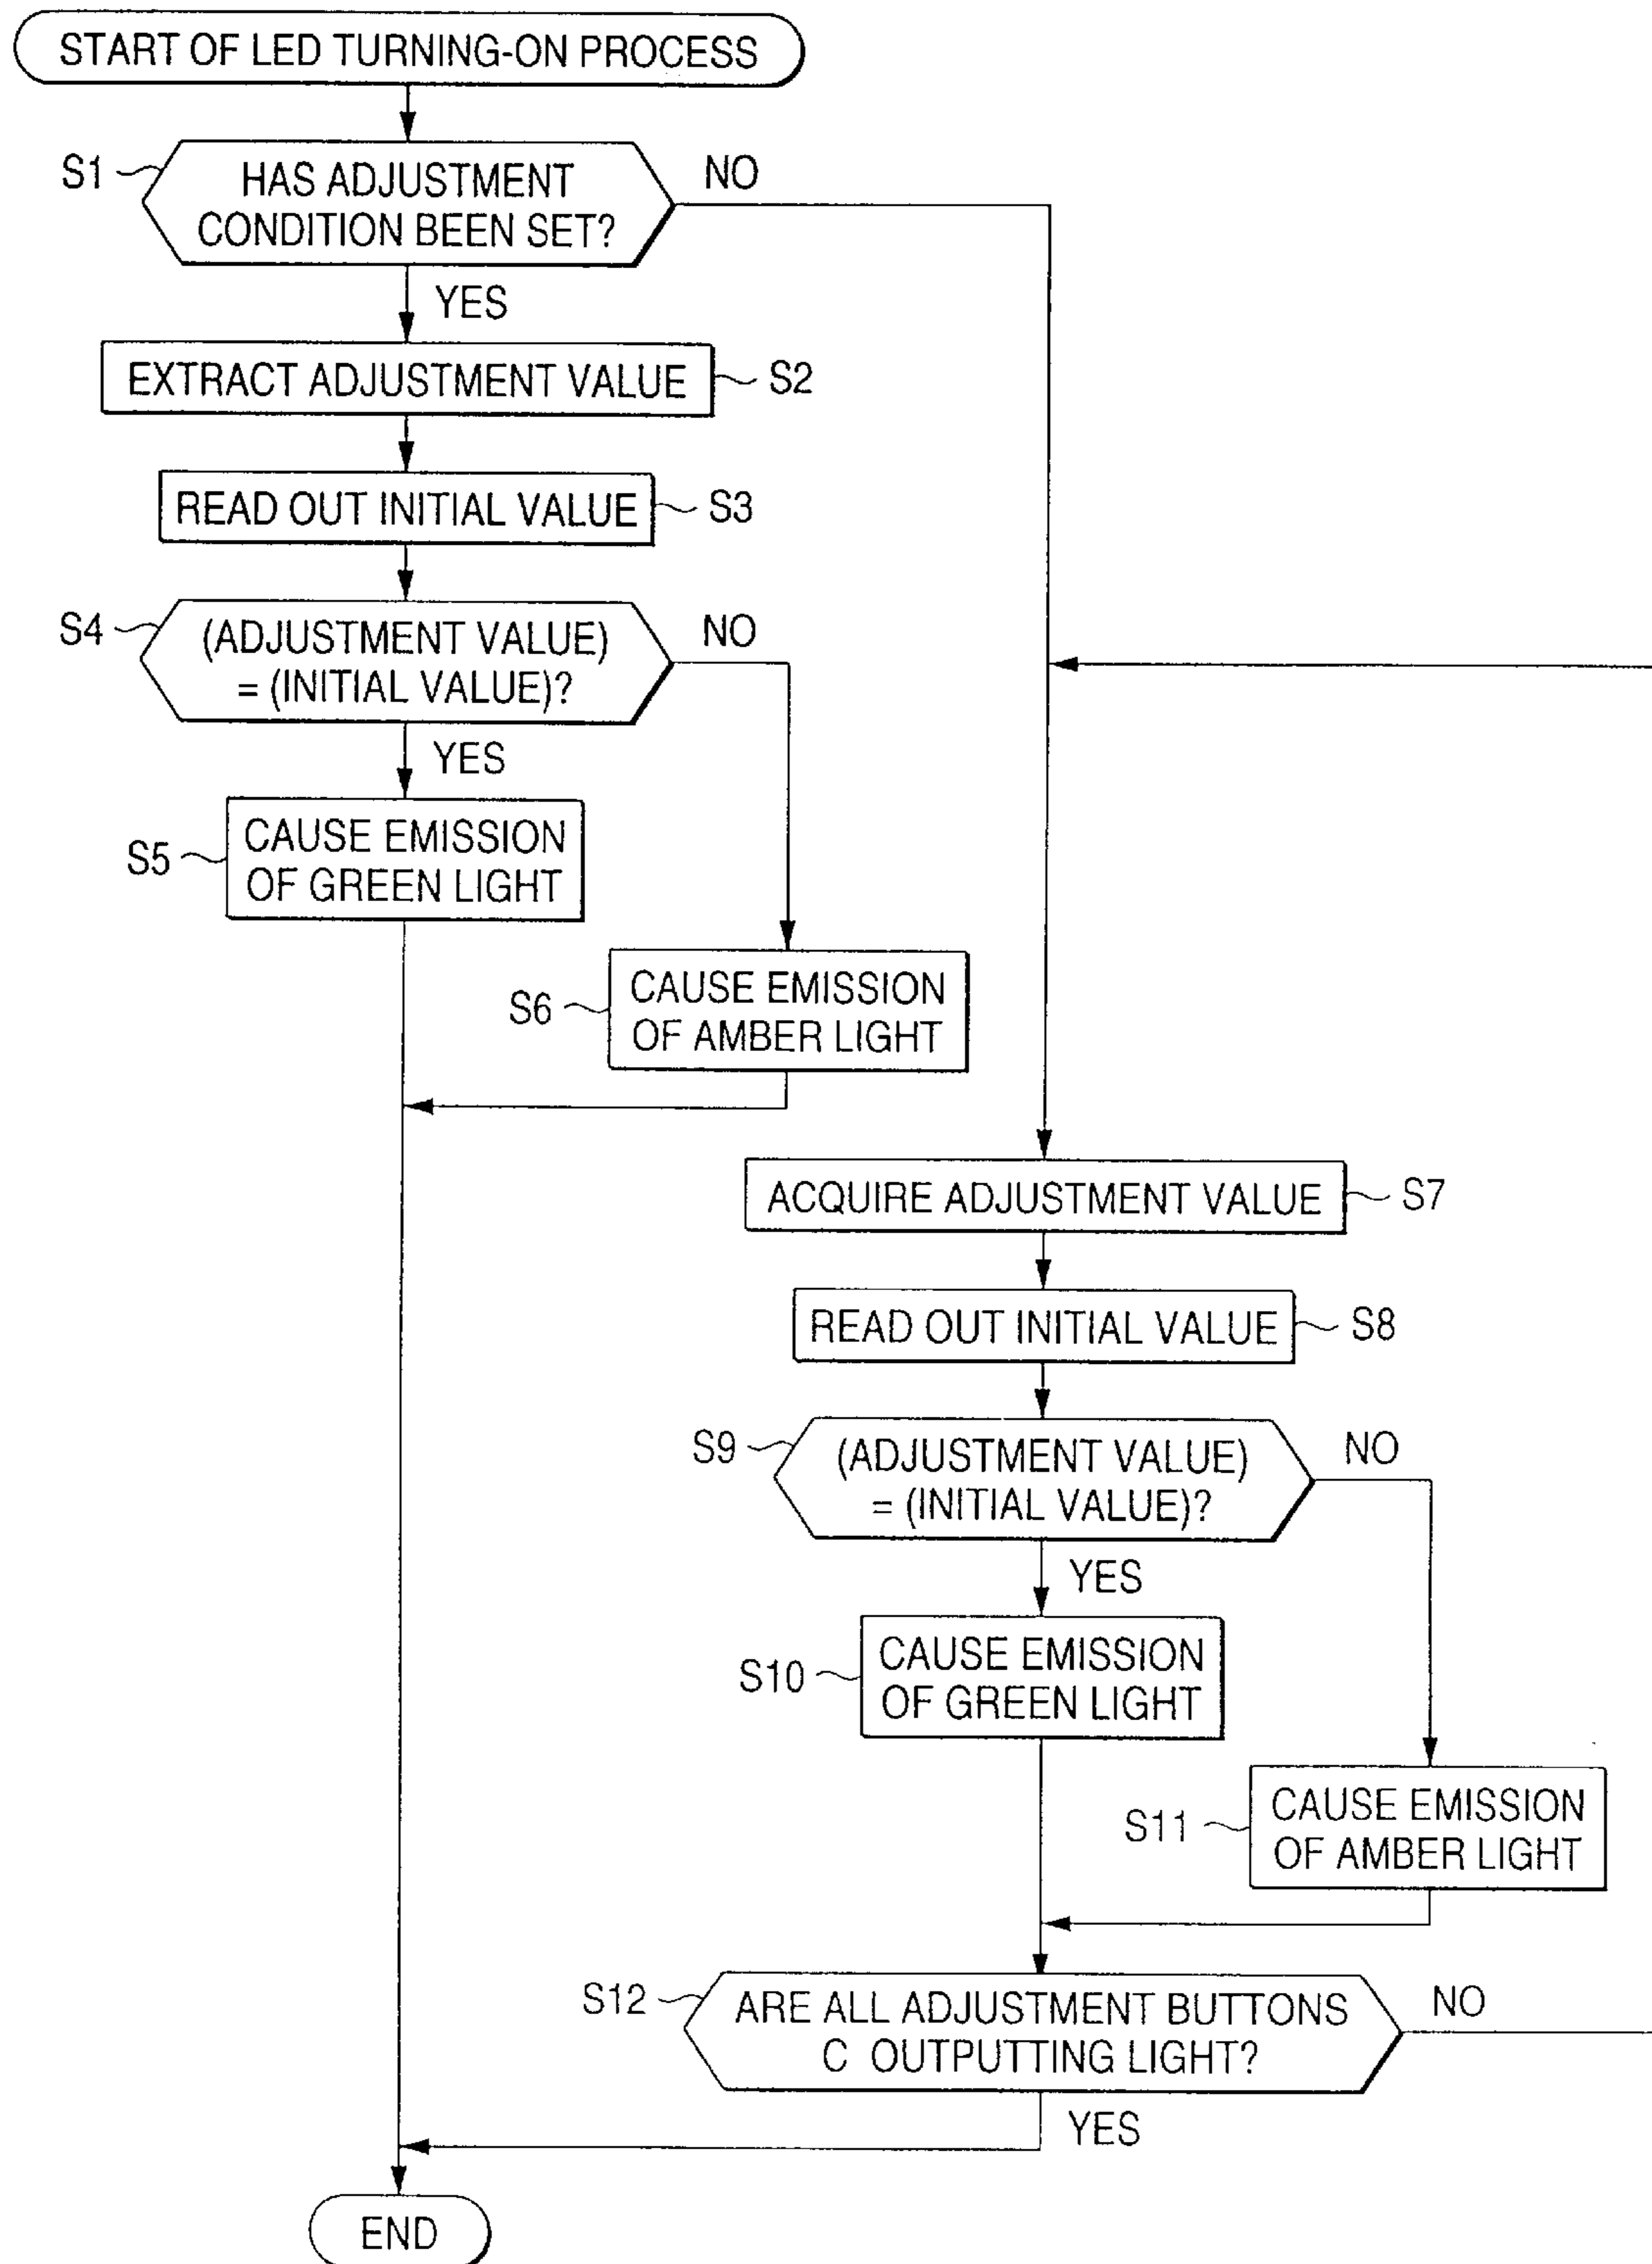 START OF LED TURNING-ON PROCESS
S1
HAS ADJUSTMENT
CONDITION BEEN SET?
NO
YES
EXTRACT ADJUSTMENT VALUE
S2
READ OUT INITIAL VALUE
S3
S4
(ADJUSTMENT VALUE)
= (INITIAL VALUE)?
NO
YES
S5
CAUSE EMISSION
OF GREEN LIGHT
S6
CAUSE EMISSION
OF AMBER LIGHT
ACQUIRE ADJUSTMENT VALUE
S7
READ OUT INITIAL VALUE
S8
S9
(ADJUSTMENT VALUE)
= (INITIAL VALUE)?
NO
YES
S10
CAUSE EMISSION
OF GREEN LIGHT
S11
CAUSE EMISSION
OF AMBER LIGHT
S12
ARE ALL ADJUSTMENT BUTTONS
C OUTPUTTING LIGHT?
NO
YES
END